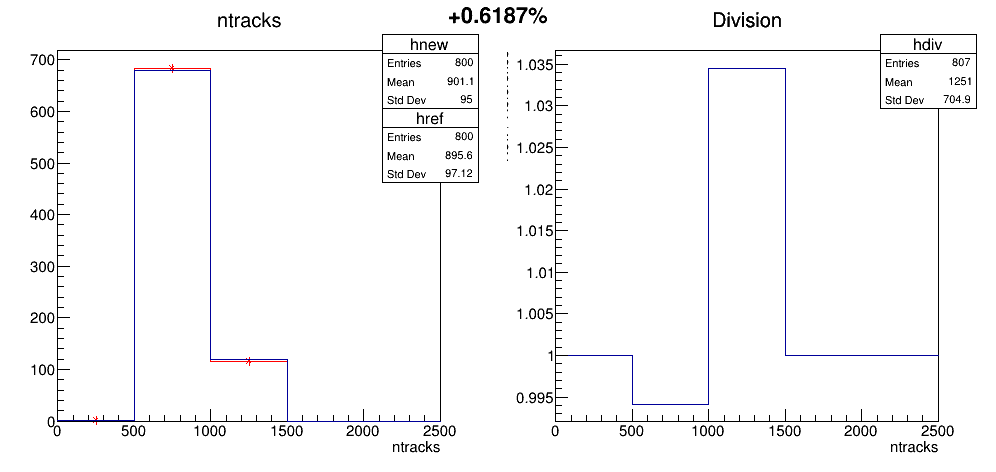 +0.6187%
ntracks
hnew
Entries 800
Mean 901.1
Std Dev 95
href
Entries 800
Mean 895.6
Std Dev 97.12
700
600
500
400
300
200
100
0
0 500 1000 1500 2000 2500
ntracks
Division
hdiv
Entries 807
Mean 1251
Std Dev 704.9
1.035
1.03
1.025
1.02
1.015
1.01
1.005
1
0.995
0 500 1000 1500 2000 2500
ntracks